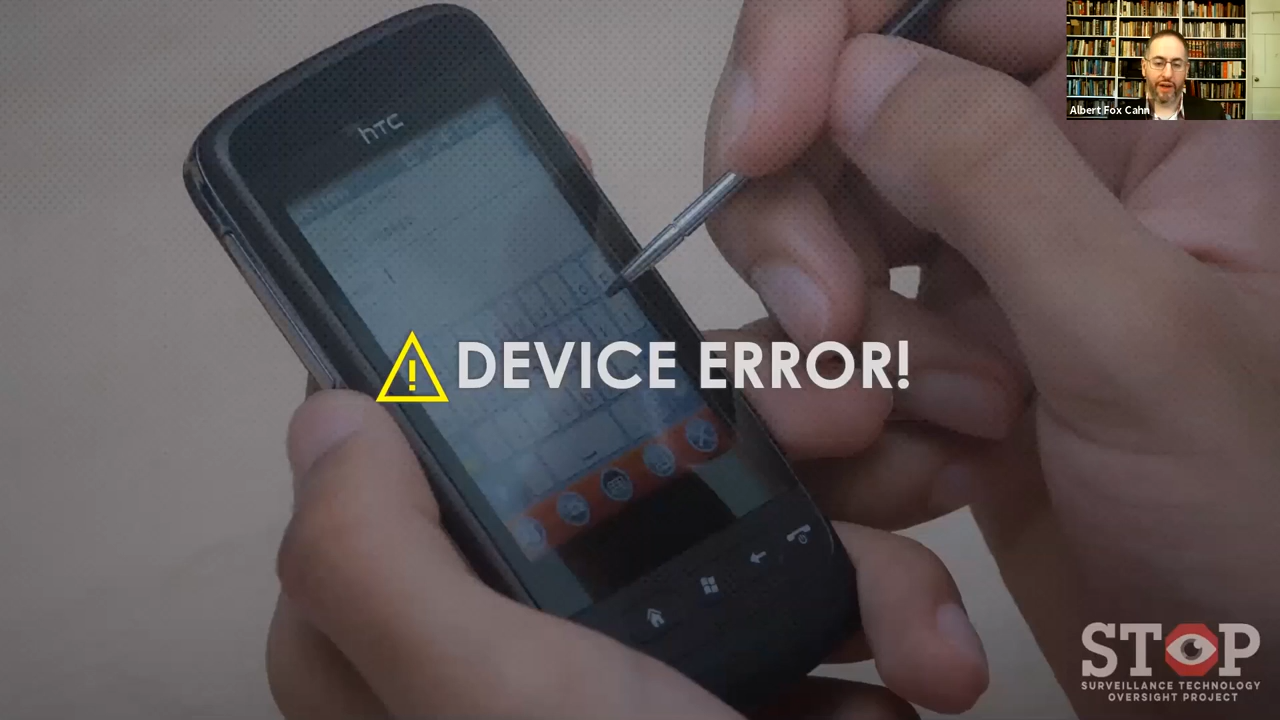 hTC
Albert Fox Cahn
DEVICE ERROR!
STOP
SURVEILLANCE TECHNOLOGY
OVERSIGHT PROJECT